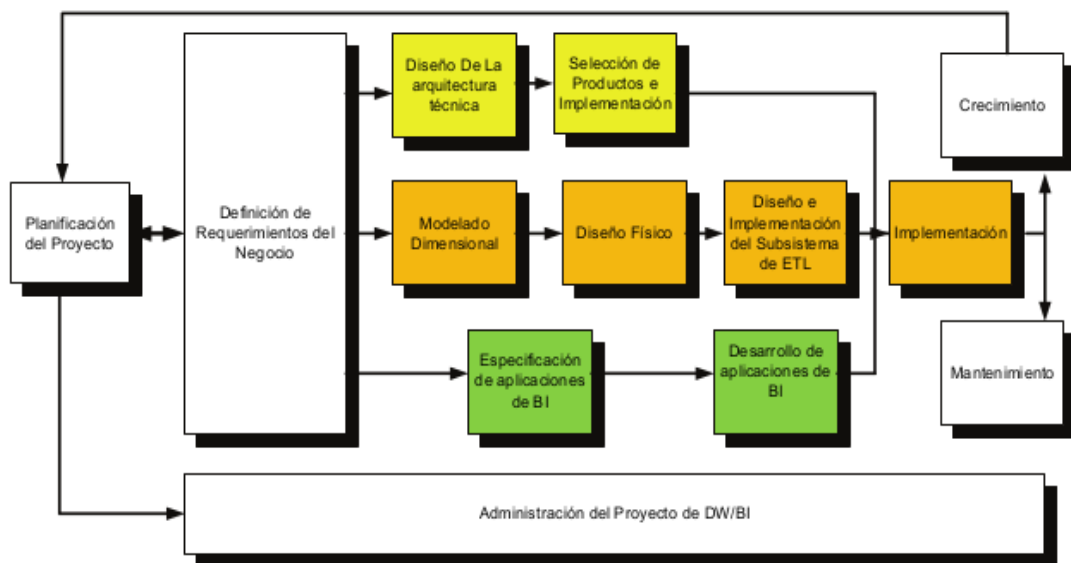 Planificación
del Proyecto
Definición de
Requerimientos del
Negocio
Diseño De La
arquitectura
técnica
Selección de
Productos e
Implementación
Modelado
Dimensional
Diseño Físico
Diseño e
Implementación
del Subsistema
de ETL
Implementación
Especificación
de aplicaciones
de BI
Desarrollo de
aplicaciones de
BI
Crecimiento
Mantenimiento
Administración del Proyecto de DW/BI